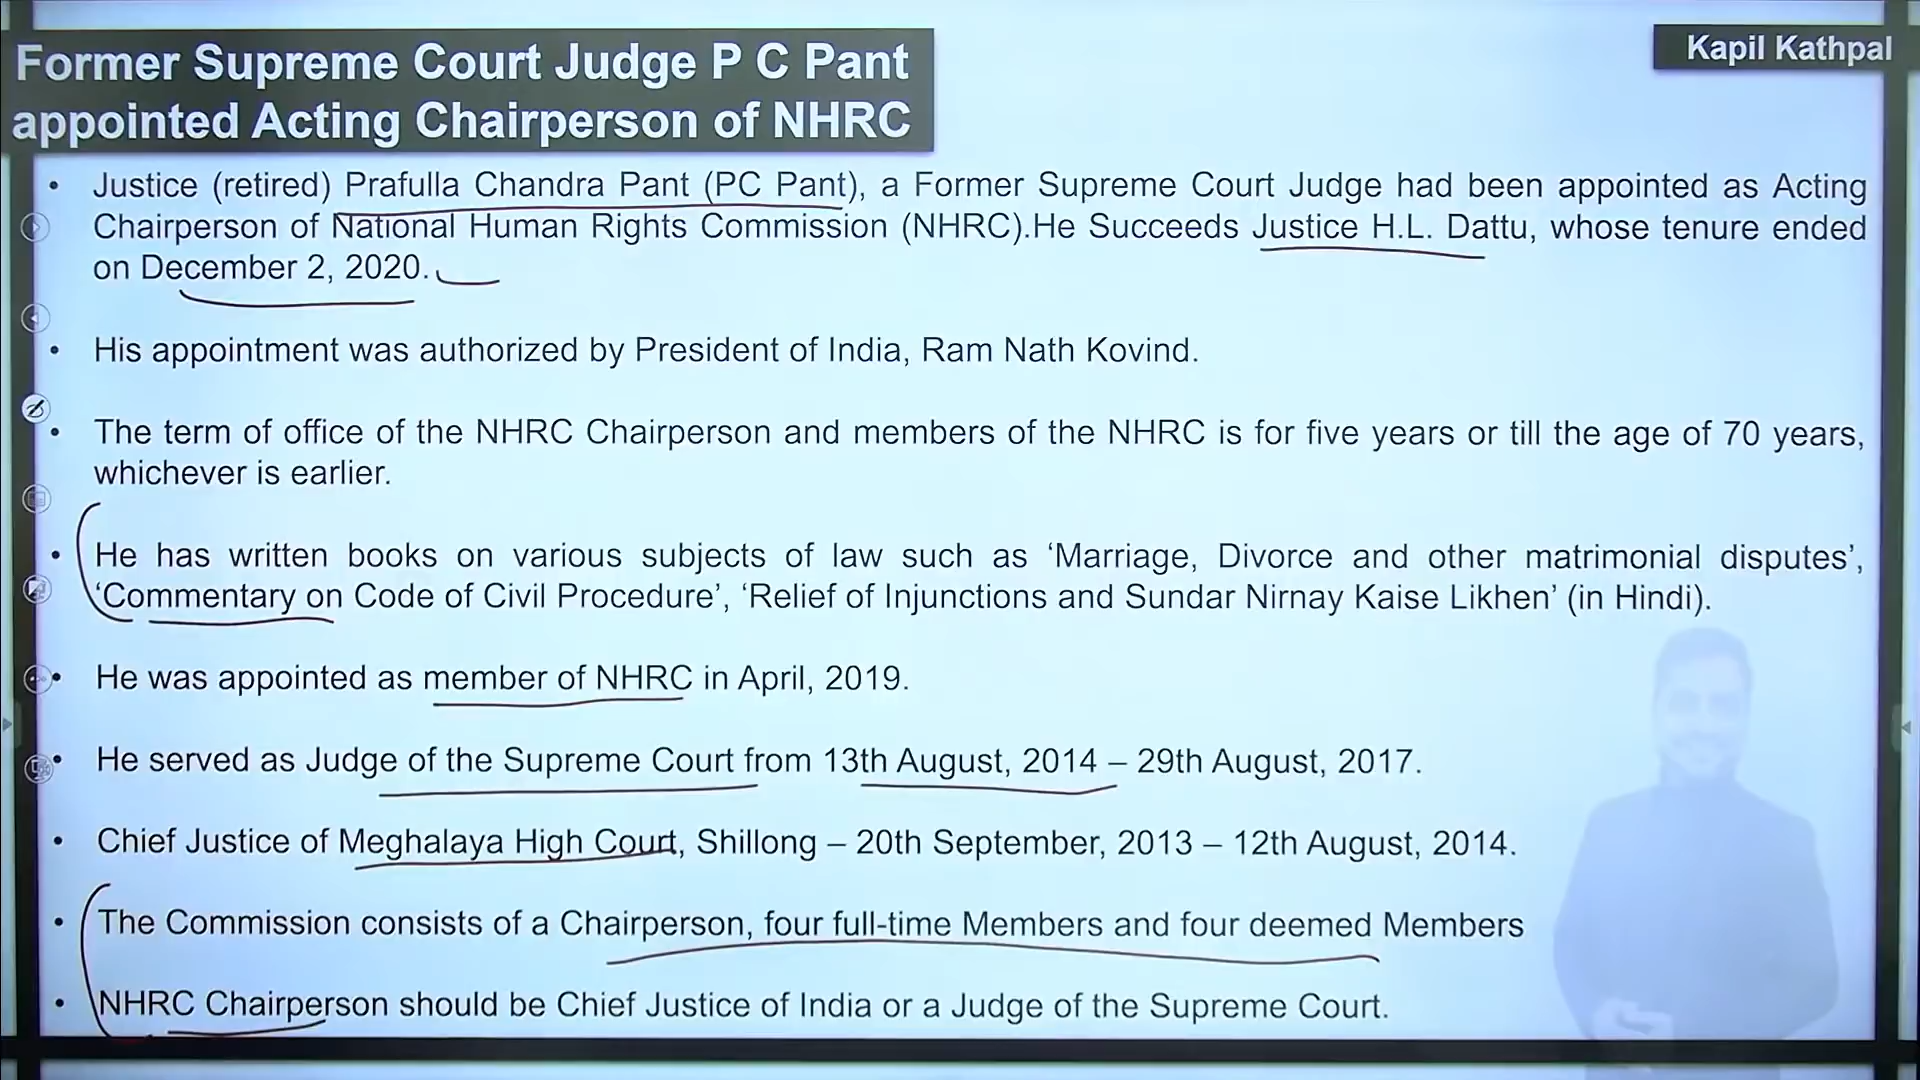 Former Supreme Court Judge P C Pant
appointed Acting Chairperson of NHRC
Kapil Kathpal
• Justice (retired) Prafulla Chandra Pant (PC Pant), a Former Supreme Court Judge had been appointed as Acting
Chairperson of National Human Rights Commission (NHRC).He Succeeds Justice H.L. Dattu, whose tenure ended
on December 2, 2020.
• His appointment was authorized by President of India, Ram Nath Kovind.
• The term of office of the NHRC Chairperson and members of the NHRC is for five years or till the age of 70 years,
whichever is earlier.
• He has written books on various subjects of law such as ‘Marriage, Divorce and other matrimonial disputes’,
‘Commentary on Code of Civil Procedure’, ‘Relief of Injunctions and Sundar Nirnay Kaise Likhen’ (in Hindi).
• He was appointed as member of NHRC in April, 2019.
• He served as Judge of the Supreme Court from 13th August, 2014 – 29th August, 2017.
• Chief Justice of Meghalaya High Court, Shillong – 20th September, 2013 – 12th August, 2014.
• The Commission consists of a Chairperson, four full-time Members and four deemed Members
• NHRC Chairperson should be Chief Justice of India or a Judge of the Supreme Court.